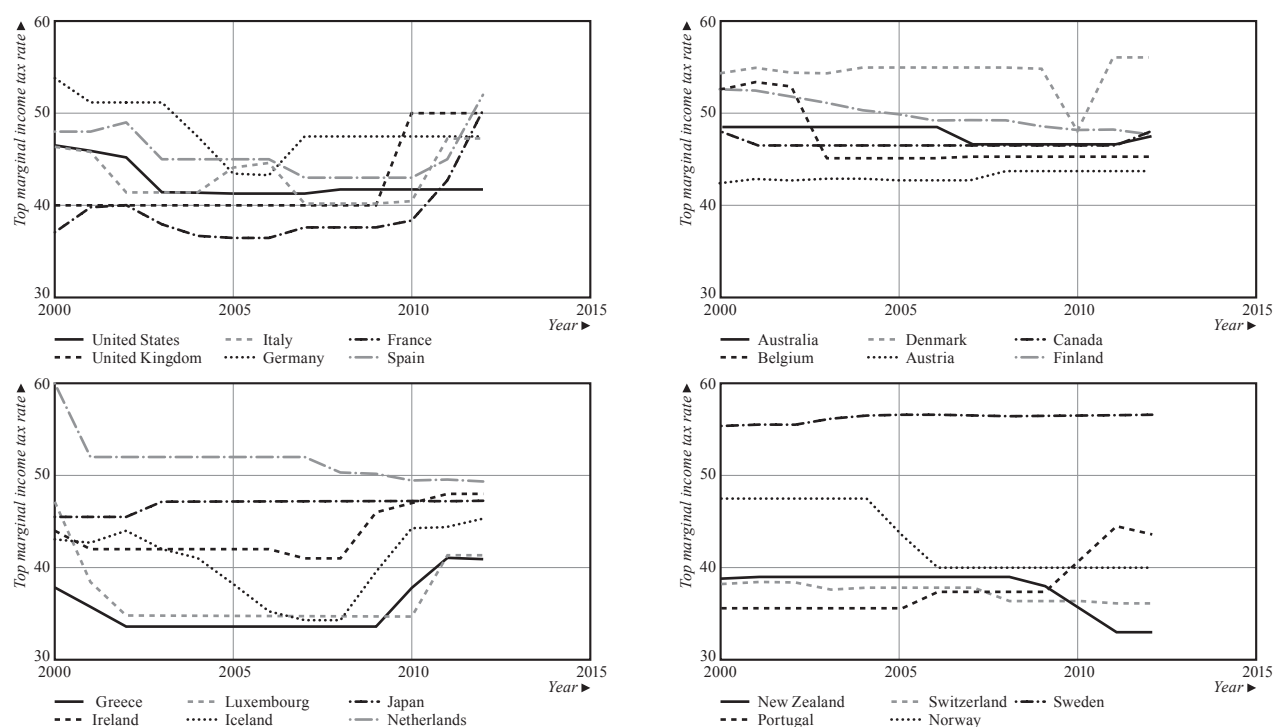 Top marginal income tax rate ▲
60
50
40
30
2000
2005
2010
2015
Year ►
United States
Italy
France
United Kingdom
Germany
Spain
Top marginal income tax rate ▲
60
50
40
30
2000
2005
2010
2015
Year ►
Australia
Denmark
Canada
Belgium
Austria
Finland
Top marginal income tax rate ▲
60
50
40
30
2000
2005
2010
2015
Year ►
Greece
Luxembourg
Japan
Ireland
Iceland
Netherlands
Top marginal income tax rate ▲
60
50
40
30
2000
2005
2010
2015
Year ►
New Zealand
Switzerland
Sweden
Portugal
Norway